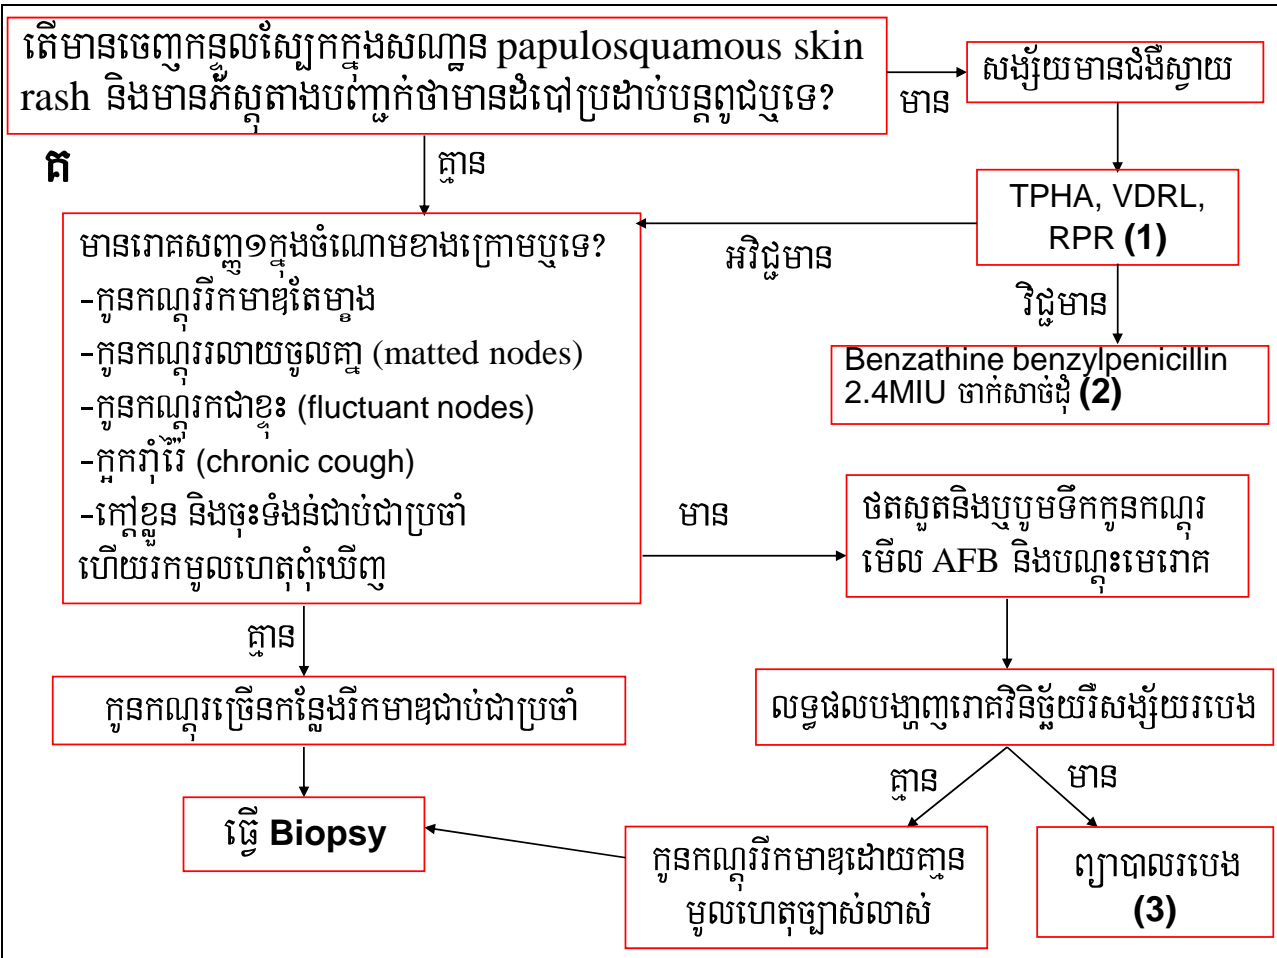 តើមានចេញកន្ទួលស្បែកក្នុងសណ្ឋាន papulosquamous skin
rash និងមានភ័ស្តុតាងបញ្ជាក់ថាមានដំបៅប្រដាប់បន្តពូជឬទេ?
មាន
សង្ស័យមានជំងឺស្វាយ
គ
គ្មាន
TPHA, VDRL,
RPR (1)
អវិជ្ជមាន
វិជ្ជមាន
Benzathine benzylpenicillin
2.4MIU ចាក់សាច់ដុំ (2)
មានរោគសញ្ញ១ក្នុងចំណោមខាងក្រោមឬទេ?
-កូនកណ្តុររីកមាឌតែម្ខាង
-កូនកណ្តុររលាយចូលគ្នា (matted nodes)
-កូនកណ្តុរកជាខ្ទុះ (fluctuant nodes)
-ក្អករ៉ាំរ៉ៃ (chronic cough)
-ក្តៅខ្លួន និងចុះទំងន់ជាប់ជាប្រចាំ
ហើយរកមូលហេតុពុំឃើញ
មាន
ថតសួតនិងឬបូមទឹកកូនកណ្តុរ
មើល AFB និងបណ្តុះមេរោគ
គ្មាន
កូនកណ្តុរច្រើនកន្លែងរីកមាឌជាប់ជាប្រចាំ
លទ្ធផលបង្ហាញរោគវិនិច្ឆ័យរឺសង្ស័យរបេង
គ្មាន
មាន
ធ្វើ Biopsy
កូនកណ្តុររីកមាឌដោយគ្មាន
មូលហេតុច្បាស់លាស់
ព្យាបាលរបេង
(3)